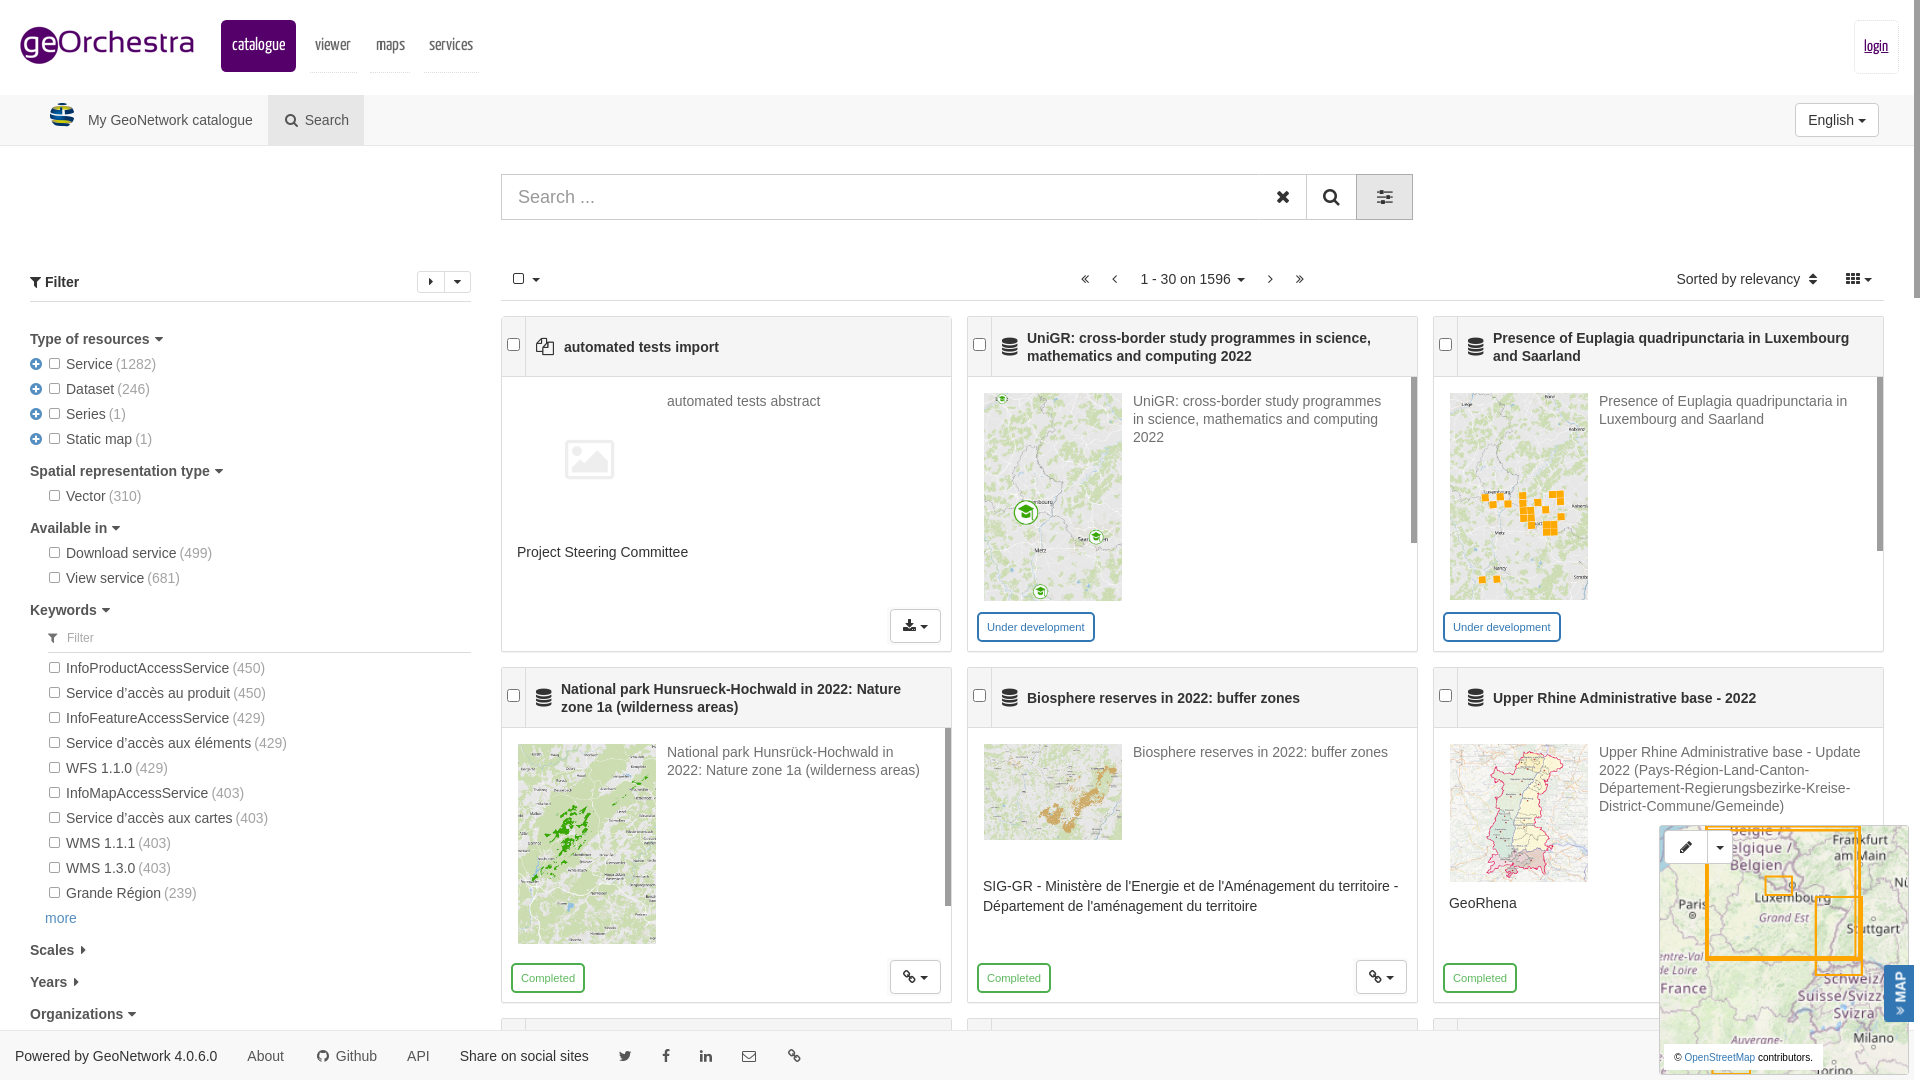 geOrchestra
catalogue
viewer
maps
services
login
My GeoNetwork catalogue
Search
English
Search ...
Filter
1 - 30 on 1596
Sorted by relevancy
Type of resources
Service (1282)
Dataset (246)
Series (1)
Static map (1)
Spatial representation type
Vector (310)
Available in
Download service (499)
View service (681)
Keywords
Filter
InfoProductAccessService (450)
Service d’accès au produit (450)
InfoFeatureAccessService (429)
Service d’accès aux éléments (429)
WFS 1.1.0 (429)
InfoMapAccessService (403)
Service d’accès aux cartes (403)
WMS 1.1.1 (403)
WMS 1.3.0 (403)
Grande Région (239)
more
Scales
Years
Organizations
automated tests import
automated tests abstract
Project Steering Committee
UniGR: cross-border study programmes in science,
mathematics and computing 2022
UniGR: cross-border study programmes
in science, mathematics and computing
2022
Under development
Presence of Euplagia quadripunctaria in Luxembourg
and Saarland
Presence of Euplagia quadripunctaria in
Luxembourg and Saarland
Under development
National park Hunsrueck-Hochwald in 2022: Nature
zone 1a (wilderness areas)
National park Hunsrück-Hochwald in
2022: Nature zone 1a (wilderness areas)
Completed
Biosphere reserves in 2022: buffer zones
Biosphere reserves in 2022: buffer zones
SIG-GR - Ministère de l'Energie et de l'Aménagement du territoire -
Département de l'aménagement du territoire
Completed
Upper Rhine Administrative base - 2022
Upper Rhine Administrative base - Update
2022 (Pays-Région-Land-Canton-
Département-Regierungsbezirke-Kreise-
District-Commune/Gemeinde)
GeoRhena
Completed
België /
elgique /
Belgien
Frankfurt
am Main
Paris
Luxembourg
Grand Est
Stuttgart
entre-Val
de Loire
France
Schweiz/
Suisse/Svizze
Svizra
Auvergne-
Milano
Torino
MAP
© OpenStreetMap contributors.
Powered by GeoNetwork 4.0.6.0
About
Github
API
Share on social sites